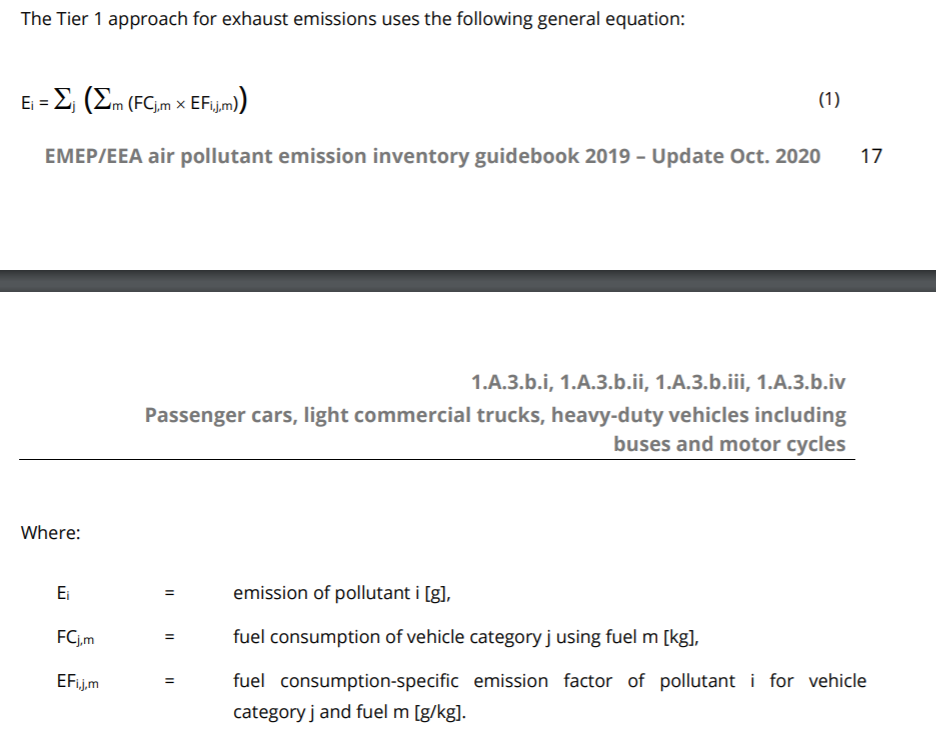 The Tier 1 approach for exhaust emissions uses the following general equation:
Ei = ∑j (∑m (FCj,m × EFi,j,m)) (1)
EMEP/EEA air pollutant emission inventory guidebook 2019 – Update Oct. 2020 17
1.A.3.b.i, 1.A.3.b.ii, 1.A.3.b.iii, 1.A.3.b.iv
Passenger cars, light commercial trucks, heavy-duty vehicles including
buses and motor cycles
Where:
Ei = emission of pollutant i [g],
FCj,m = fuel consumption of vehicle category j using fuel m [kg],
EFi,j,m = fuel consumption-specific emission factor of pollutant i for vehicle
category j and fuel m [g/kg].